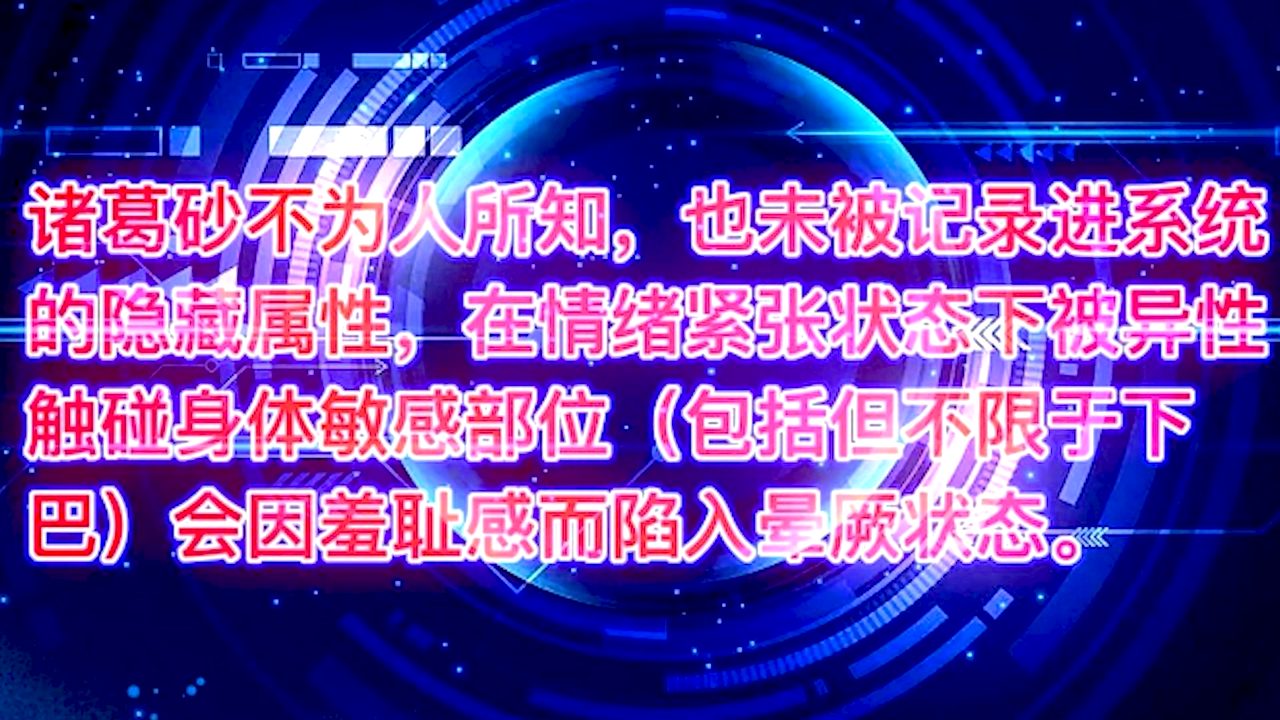 诸葛砂不为人所知，也未被记录进系统
的隐藏属性，在情绪紧张状态下被异性
触碰身体敏感部位（包括但不限于下
巴）会因羞耻感而陷入晕厥状态。